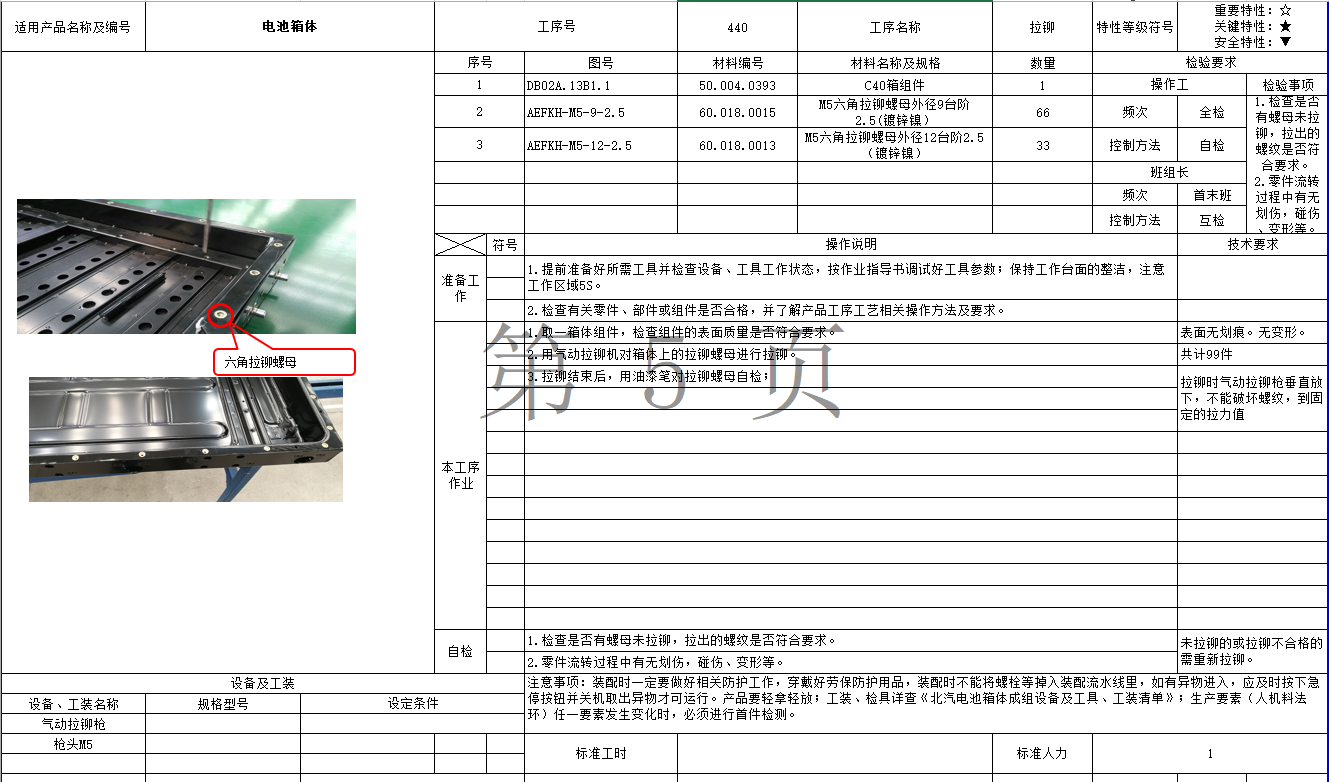 适用产品名称及编号
电池箱体
工序号
440
工序名称
拉铆
特性等级符号
重要特性：☆
关键特性：★
安全特性：▼
序号
图号
材料编号
材料名称及规格
数量
检验要求
1
DB02A.13B1.1
50.004.0393
C40箱组件
1
操作工
检验事项
2
AEFKH-M5-9-2.5
60.018.0015
M5六角拉铆螺母外径9台阶
2.5(镀锌镍)
66
频次
全检
3
AEFKH-M5-12-2.5
60.018.0013
M5六角拉铆螺母外径12台阶2.5
（镀锌镍）
33
控制方法
自检
班组长
频次
首末班
控制方法
互检
1.检查是否
有螺母未拉
铆，拉出的
螺纹是否符
合要求。
2.零件流转
过程中有无
划伤，碰伤
、变形等。
符号
操作说明
技术要求
准备工
作
1.提前准备好所需工具并检查设备、工具工作状态，按作业指导书调试好工具参数；保持工作台面的整洁，注意
工作区域5S。
2.检查有关零件、部件或组件是否合格，并了解产品工序工艺相关操作方法及要求。
本工序
作业
1.取一箱体组件，检查组件的表面质量是否符合要求。
表面无划痕。无变形。
2.用气动拉铆机对箱体上的拉铆螺母进行拉铆。
共计99件
3.拉铆结束后，用油漆笔对拉铆螺母自检；
拉铆时气动拉铆枪垂直放
下，不能破坏螺纹，到固
定的拉力值
第 5 页
六角拉铆螺母
自检
1.检查是否有螺母未拉铆，拉出的螺纹是否符合要求。
2.零件流转过程中有无划伤，碰伤、变形等。
未拉铆的或拉铆不合格的
需重新拉铆。
设备及工装
设备、工装名称
规格型号
设定条件
气动拉铆枪
枪头M5
注意事项：装配时一定要做好相关防护工作，穿戴好劳保防护用品，装配时不能将螺栓等掉入装配流水线里，如有异物进入，应及时按下急
停按钮并关机取出异物才可运行。产品要轻拿轻放；工装、检具详查《北汽电池箱体成组设备及工具、工装清单》；生产要素（人机料法
环）任一要素发生变化时，必须进行首件检测。
标准工时
标准人力
1